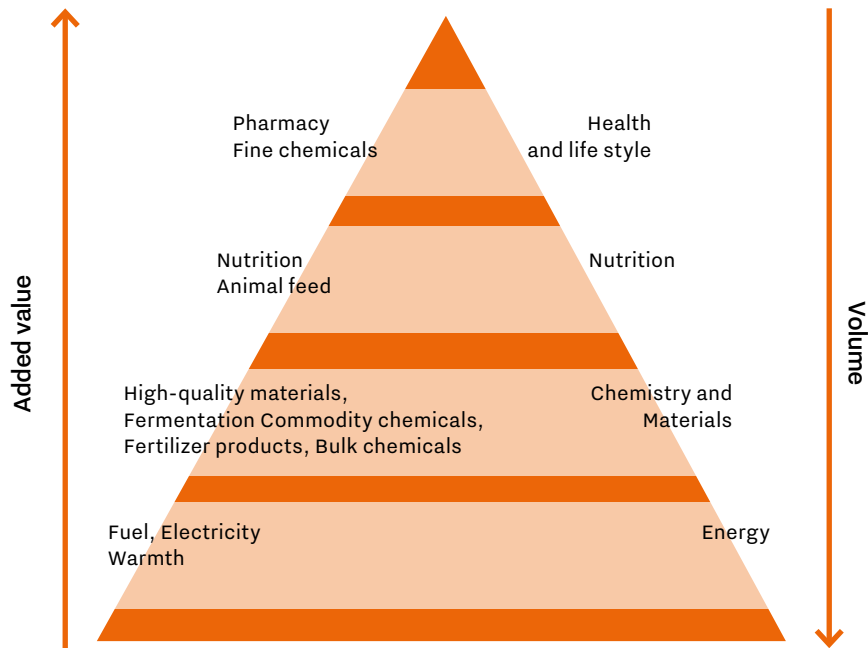 Added value
Pharmacy
Fine chemicals
Health
and life style
Nutrition
Animal feed
Nutrition
High-quality materials,
Fermentation Commodity chemicals,
Fertilizer products, Bulk chemicals
Chemistry and
Materials
Fuel, Electricity
Warmth
Energy
Volume